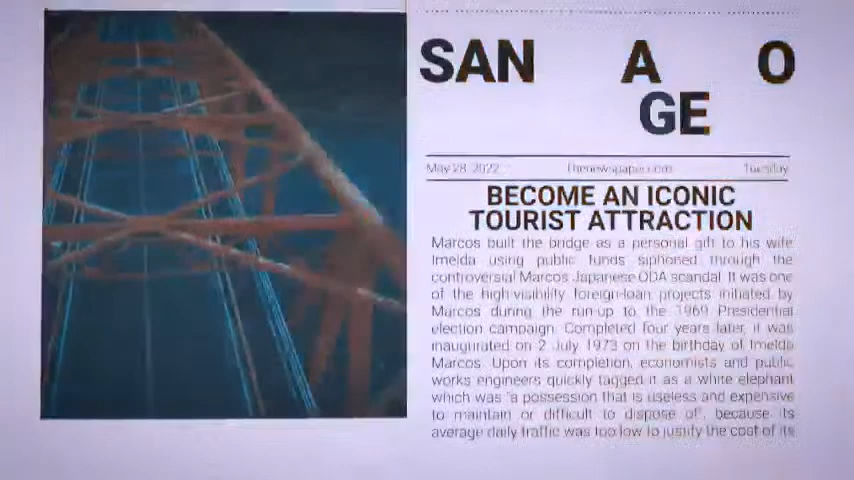 SAN A O
GE
May 28, 2022 Thenewspaper.com Tuesday
BECOME AN ICONIC
TOURIST ATTRACTION
Marcos built the bridge as a personal gift to his wife
Imelda using public funds siphoned through the
controversial Marcos Japanese ODA scandal. It was one
of the high-visibility foreign-loan projects initiated by
Marcos during the run-up to the 1969 Presidential
election campaign. Completed four years later, it was
inaugurated on 2 July 1973 on the birthday of Imelda
Marcos. Upon its completion, economists and public
works engineers quickly tagged it as a white elephant
which was "a possession that is useless and expensive
to maintain or difficult to dispose of", because its
average daily traffic was too low to justify the cost of its